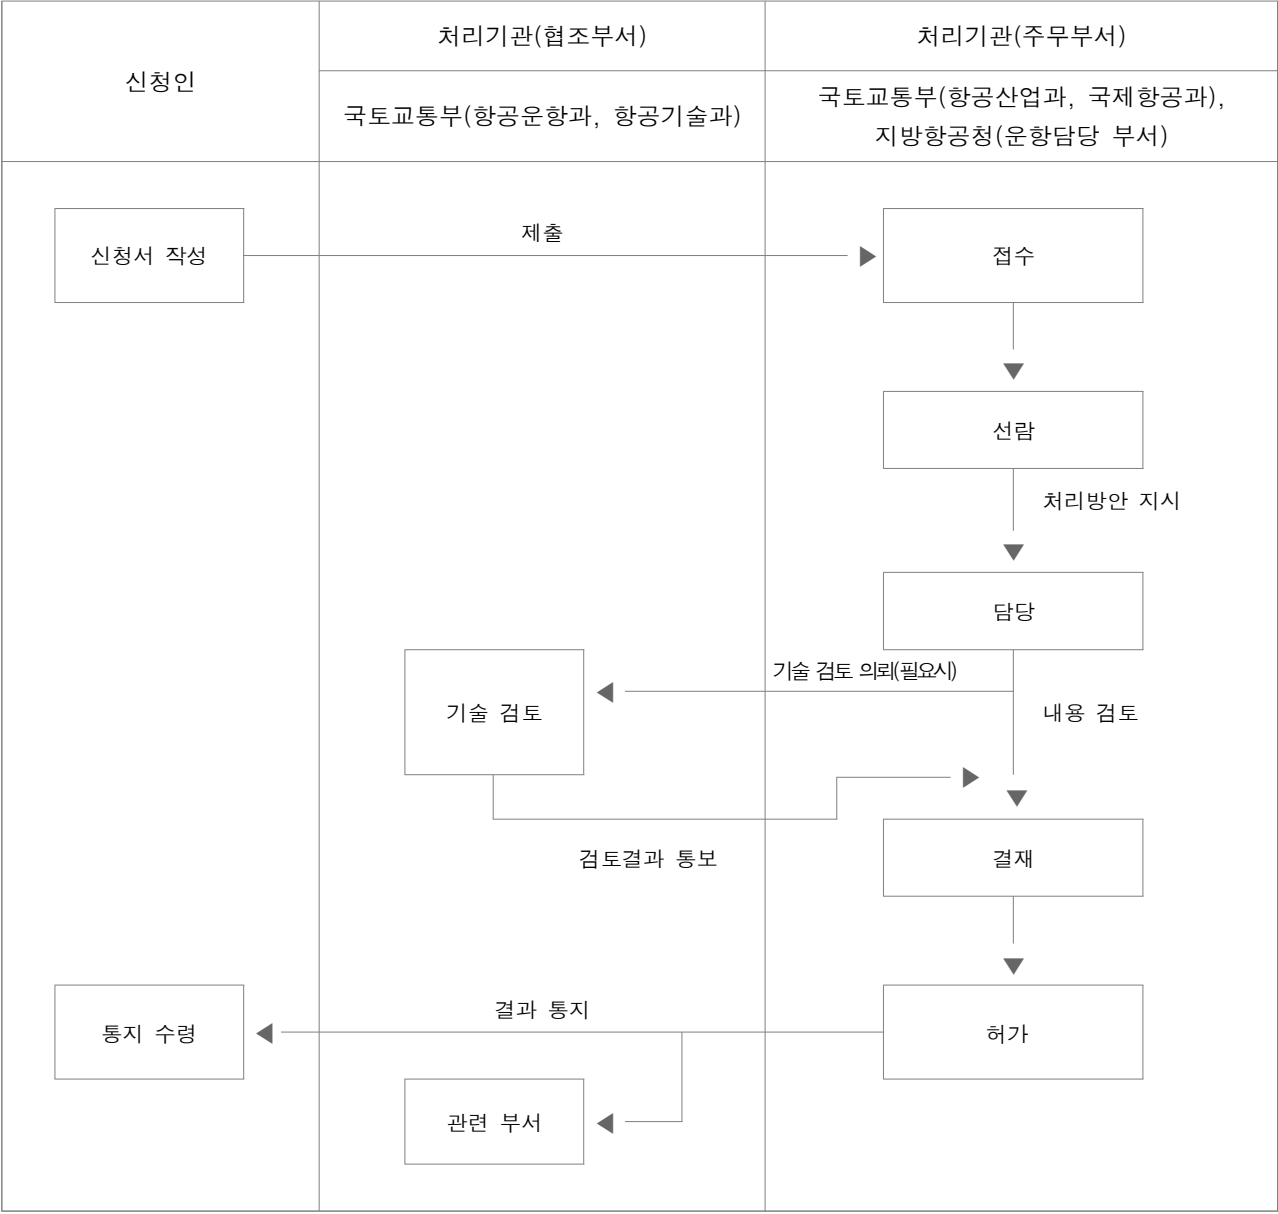 신청인
처리기관(협조부서)
처리기관(주무부서)
국토교통부(항공운항과, 항공기술과)
국토교통부(항공산업과, 국제항공과),
지방항공청(운항담당 부서)
신청서 작성
제출
접수
선람
처리방안 지시
담당
기술 검토 의뢰(필요시)
기술 검토
내용 검토
검토결과 통보
결재
통지 수령
결과 통지
허가
관련 부서